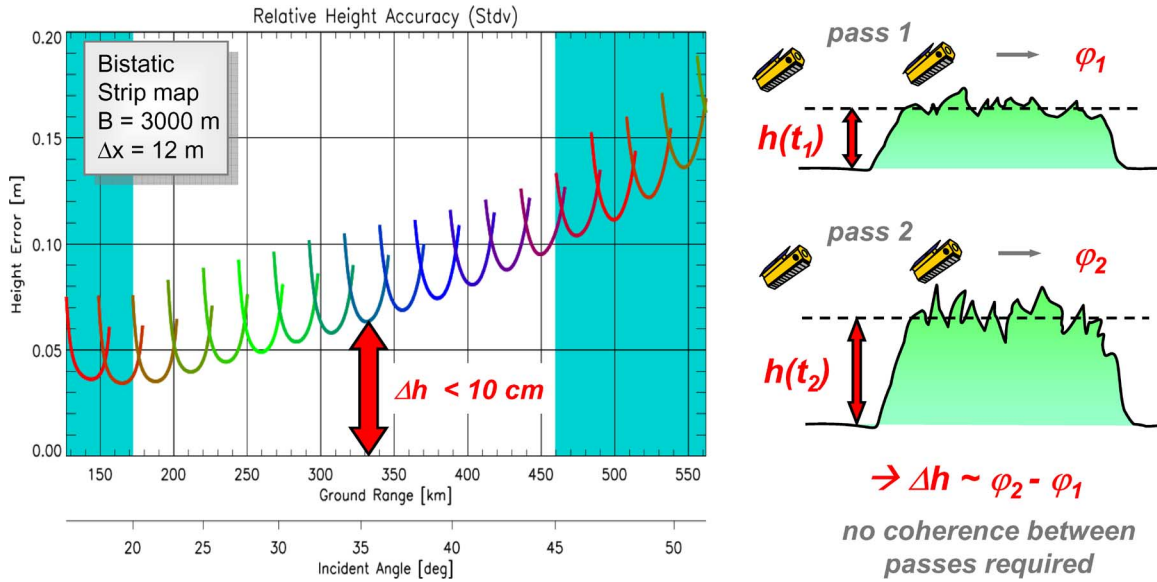 Relative Height Accuracy (Stdv)
Bistatic
Strip map
B = 3000 m
Δx = 12 m
Height Error [m]
0.20
0.15
0.10
0.05
0.00
Δh < 10 cm
150 200 250 300 350 400 450 500 550
Ground Range [km]
20 25 30 35 40 45 50
Incident Angle [deg]
pass 1
φ₁
h(t₁)
pass 2
φ₂
h(t₂)
→ Δh ~ φ₂ - φ₁
no coherence between
passes required